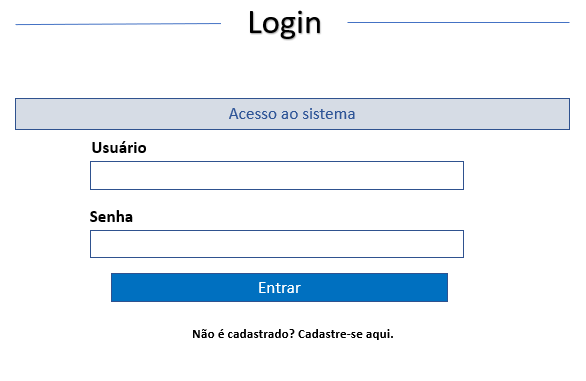 Login
Acesso ao sistema
Usuário
Senha
Entrar
Não é cadastrado? Cadastre-se aqui.